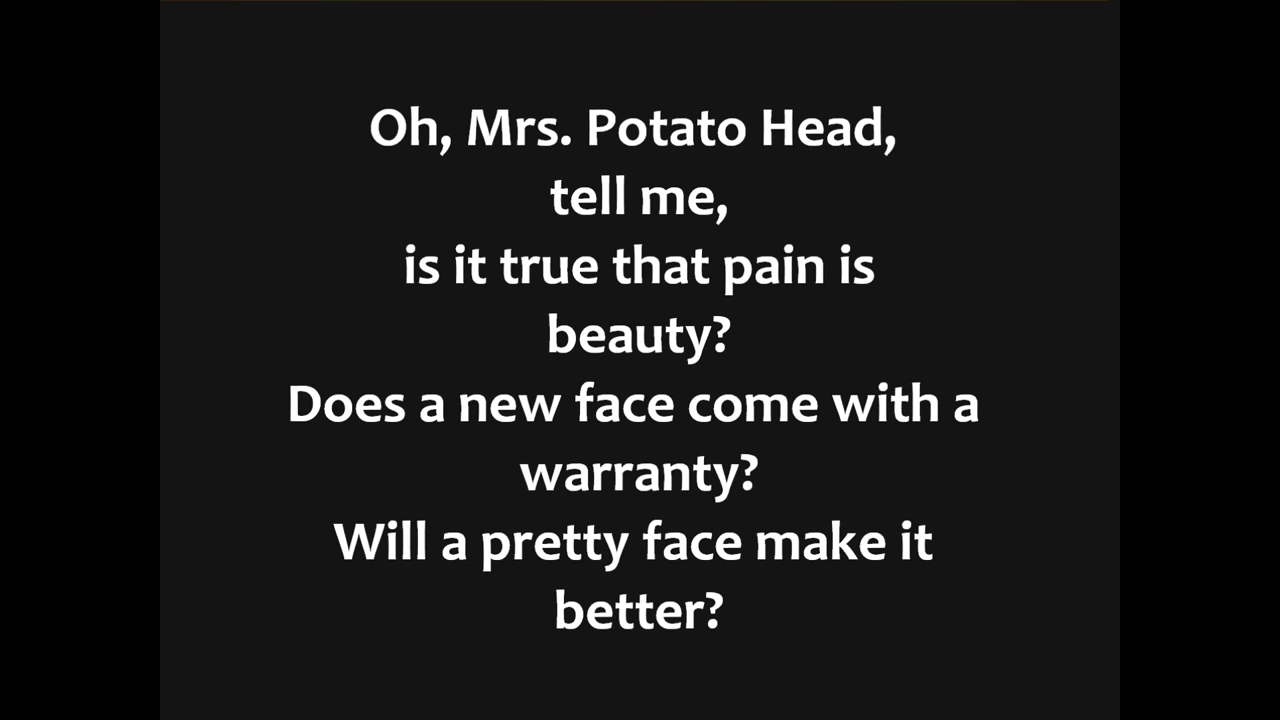 Oh, Mrs. Potato Head,
tell me,
is it true that pain is
beauty?
Does a new face come with a
warranty?
Will a pretty face make it
better?